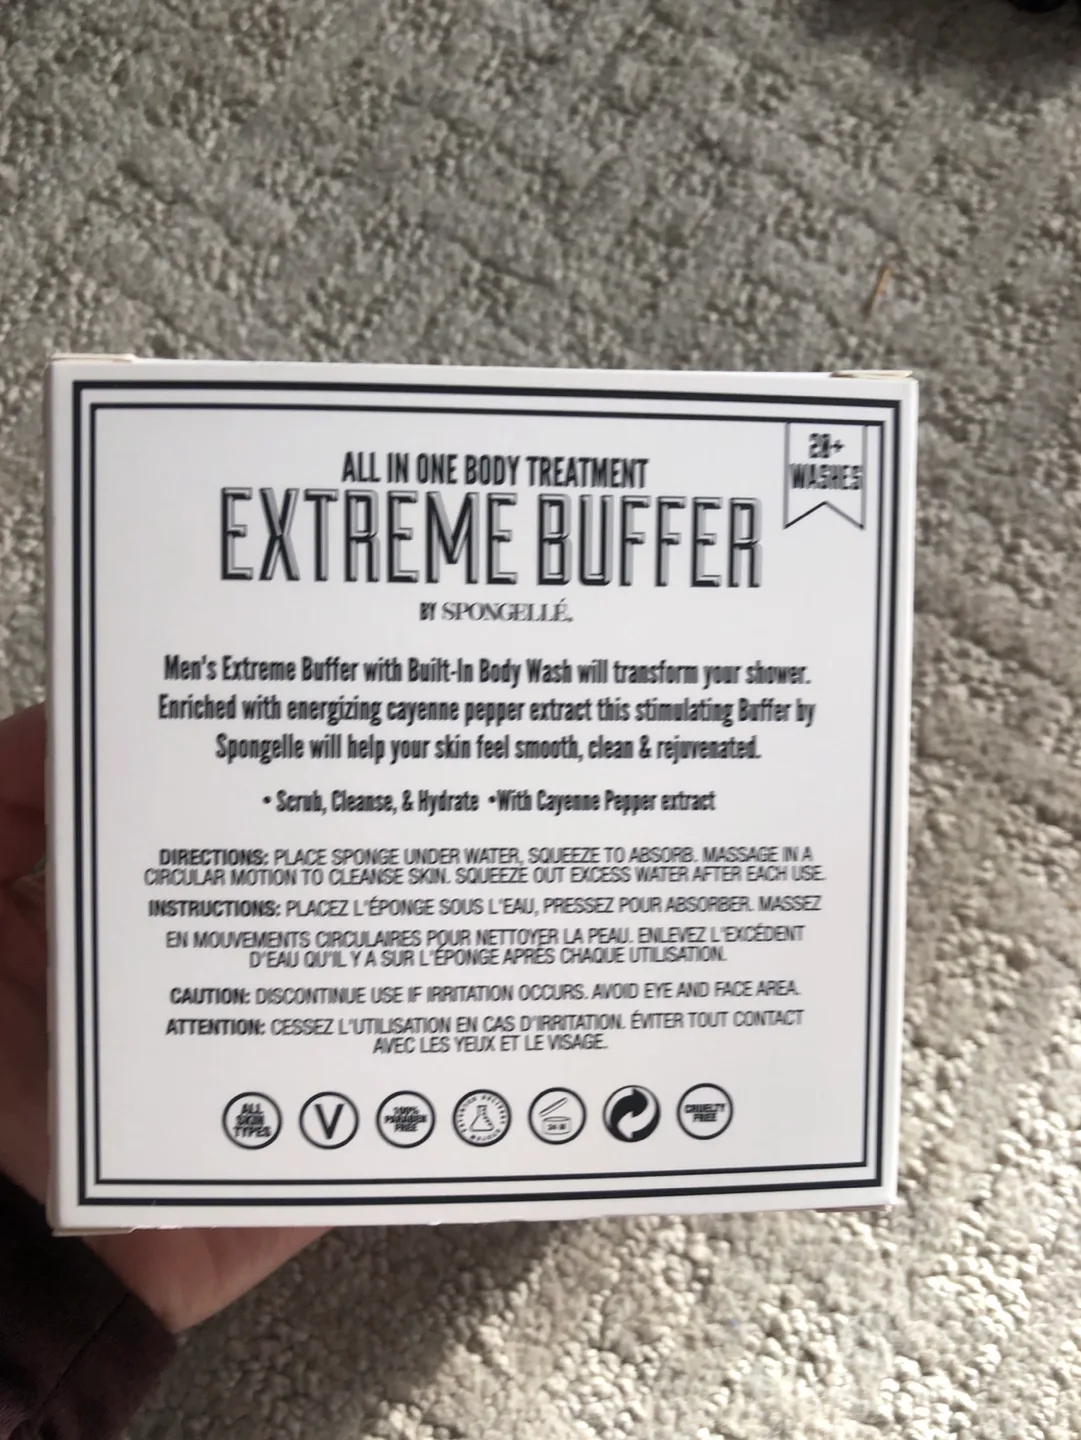 20+
WASHES
ALL IN ONE BODY TREATMENT
EXTREME BUFFER
BY SPONGELLÉ.
Men's Extreme Buffer with Built-In Body Wash will transform your shower.
Enriched with energizing cayenne pepper extract this stimulating Buffer by
Spongelle will help your skin feel smooth, clean & rejuvenated.
• Scrub, Cleanse, & Hydrate •With Cayenne Pepper extract
DIRECTIONS: PLACE SPONGE UNDER WATER, SQUEEZE TO ABSORB. MASSAGE IN A
CIRCULAR MOTION TO CLEANSE SKIN. SQUEEZE OUT EXCESS WATER AFTER EACH USE.
INSTRUCTIONS: PLACEZ L'ÉPONGE SOUS L'EAU, PRESSEZ POUR ABSORBER. MASSEZ
EN MOUVEMENTS CIRCULAIRES POUR NETTOYER LA PEAU. ENLEVEZ L'EXCÉDENT
D'EAU QU'IL Y A SUR L'ÉPONGE APRÈS CHAQUE UTILISATION.
CAUTION: DISCONTINUE USE IF IRRITATION OCCURS. AVOID EYE AND FACE AREA.
ATTENTION: CESSEZ L'UTILISATION EN CAS D'IRRITATION. ÉVITER TOUT CONTACT
AVEC LES YEUX ET LE VISAGE.
ALL
SKIN
TYPES
V
100%
PARABEN
FREE
24 M
CRUELTY
FREE